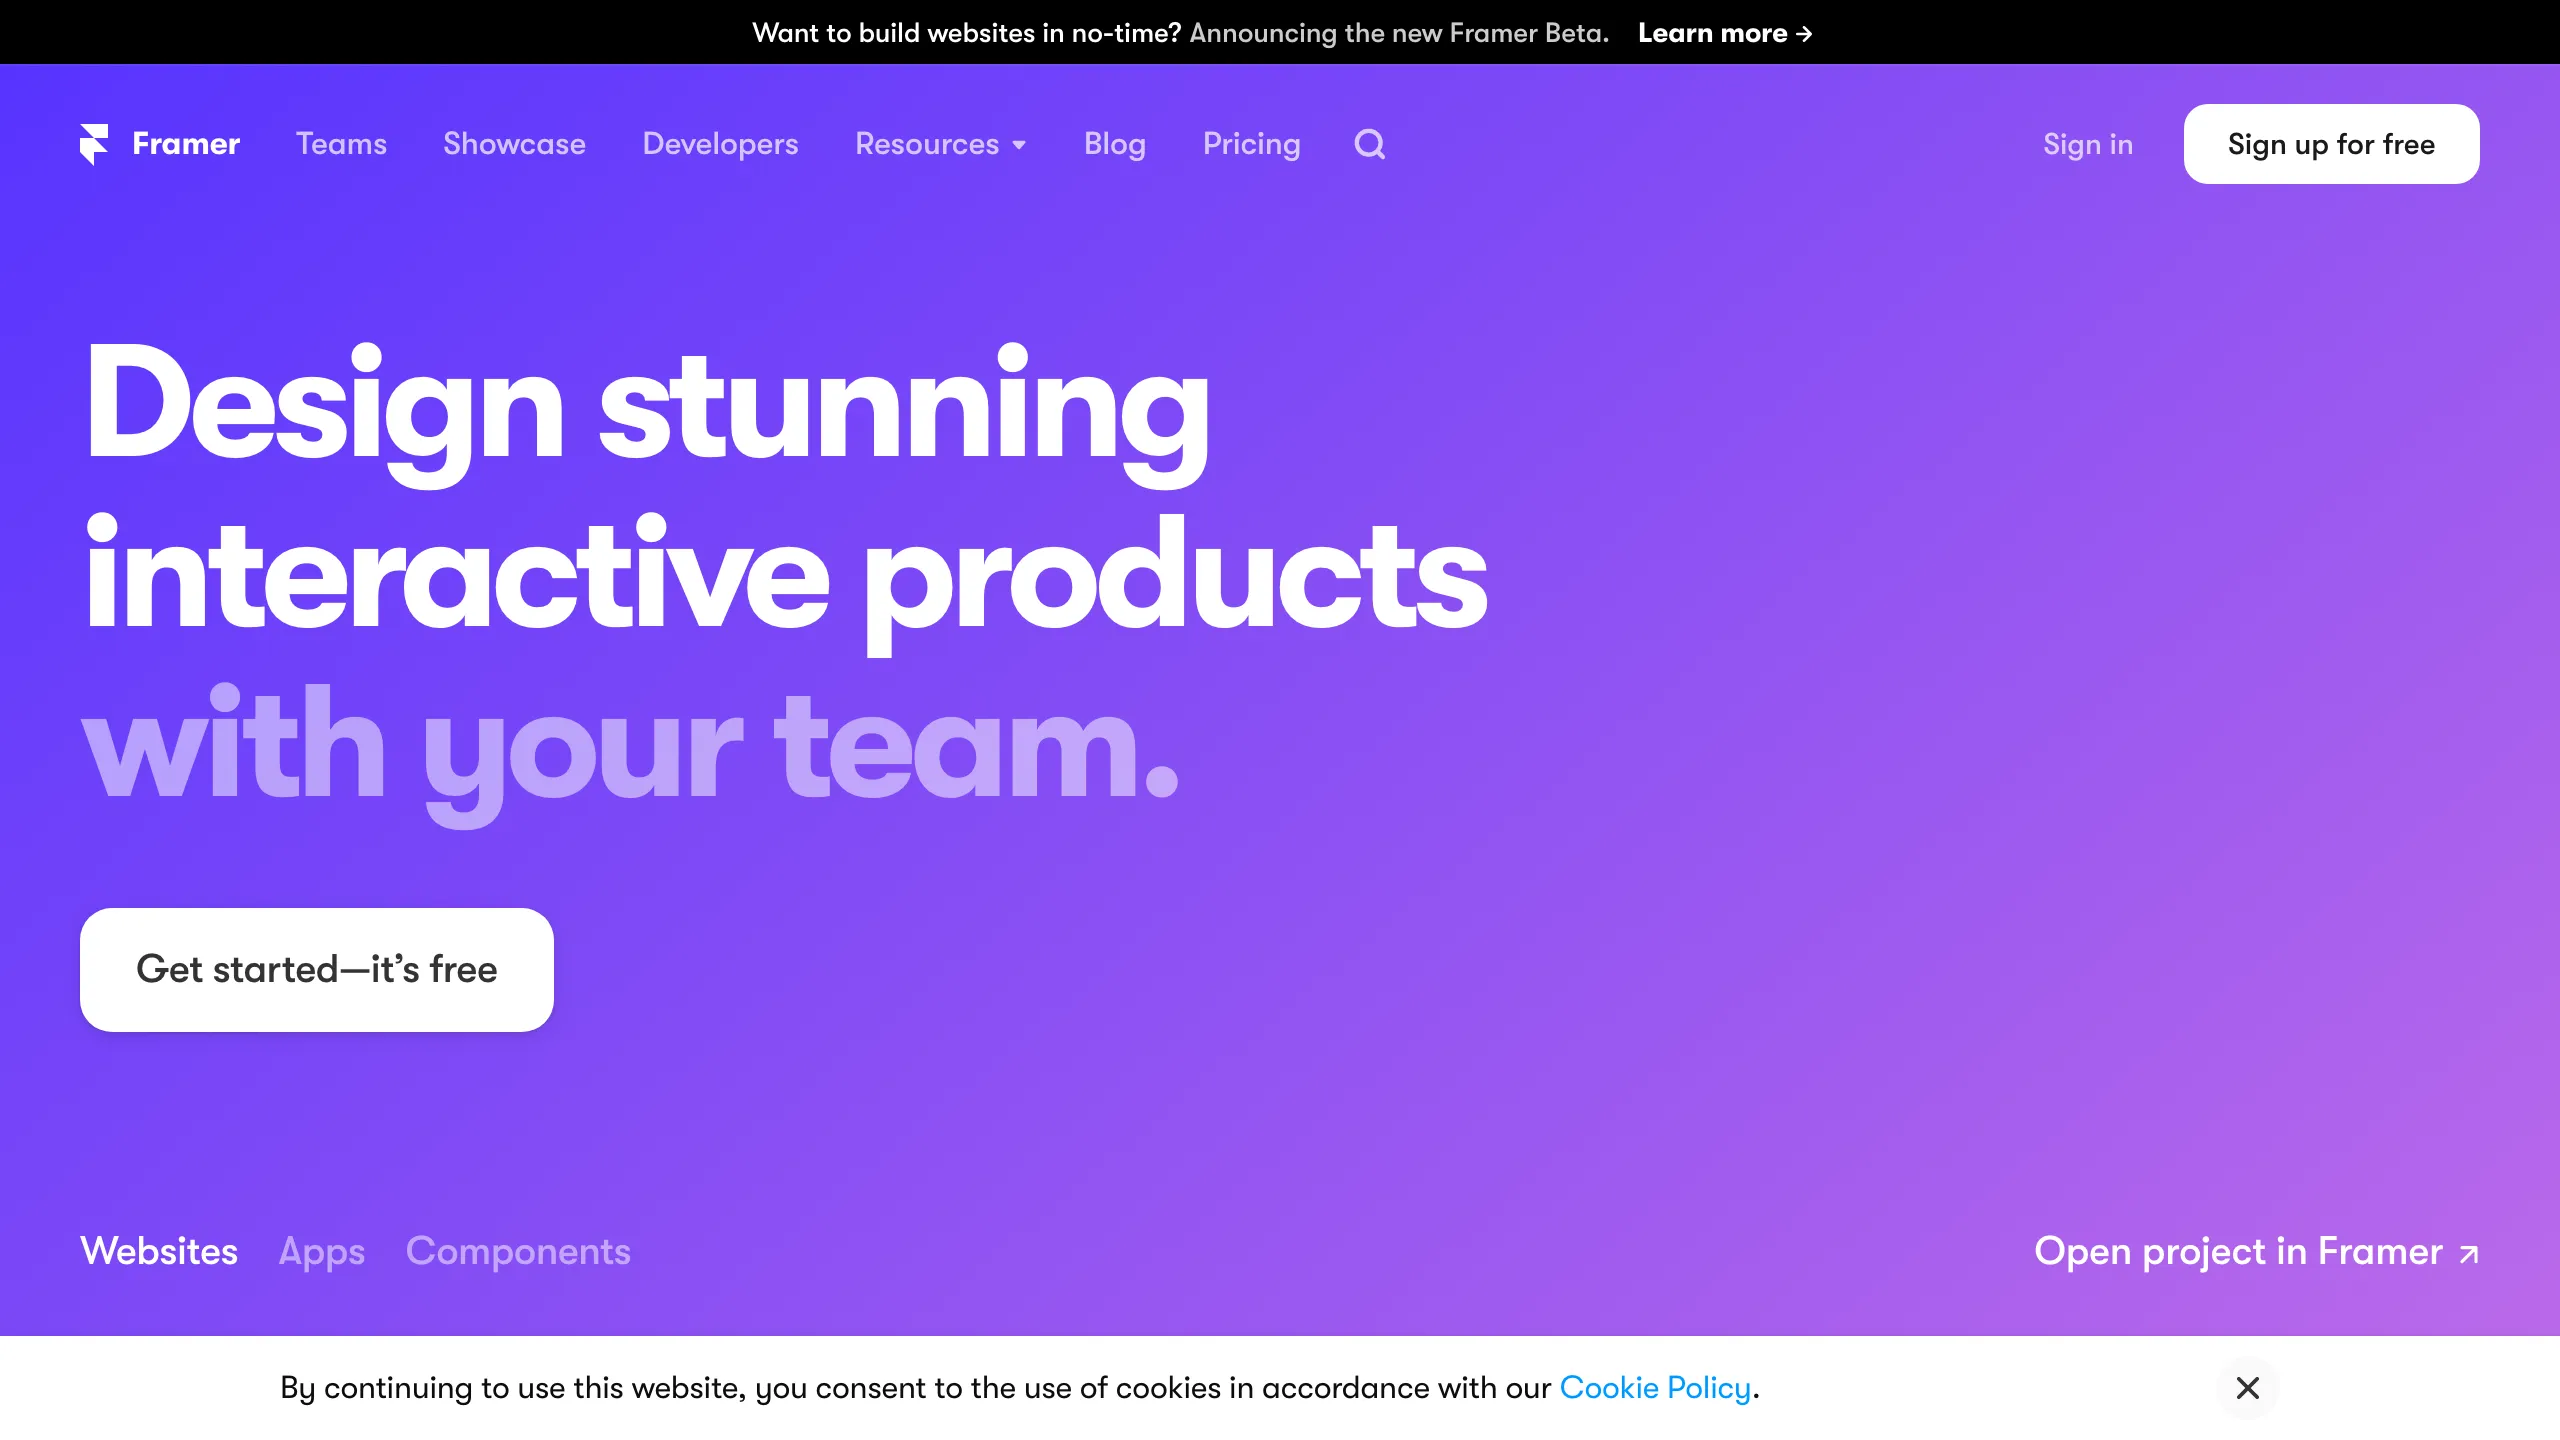 Want to build websites in no-time? Announcing the new Framer Beta. Learn more →
Framer Teams Showcase Developers Resources Blog Pricing Sign in Sign up for free
Design stunning
interactive products
with your team.
Get started—it’s free
Websites Apps Components Open project in Framer ↗
By continuing to use this website, you consent to the use of cookies in accordance with our Cookie Policy.